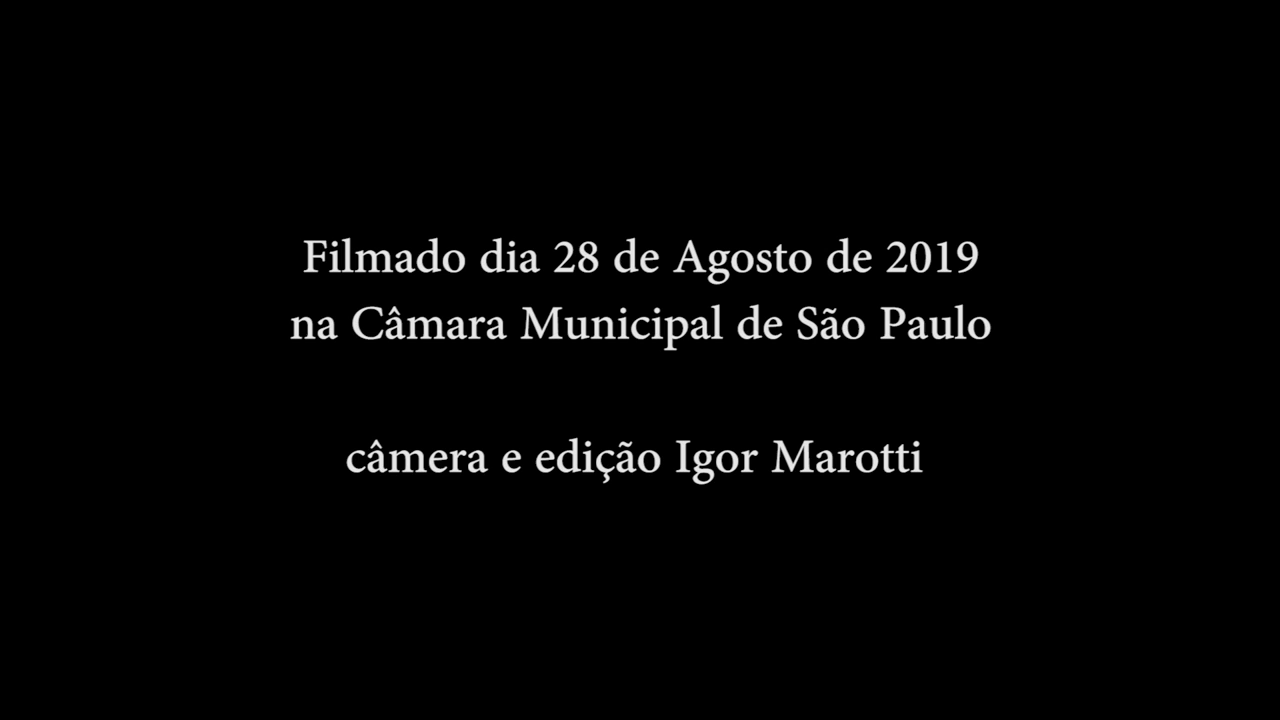 Filmado dia 28 de Agosto de 2019
na Câmara Municipal de São Paulo
câmera e edição Igor Marotti